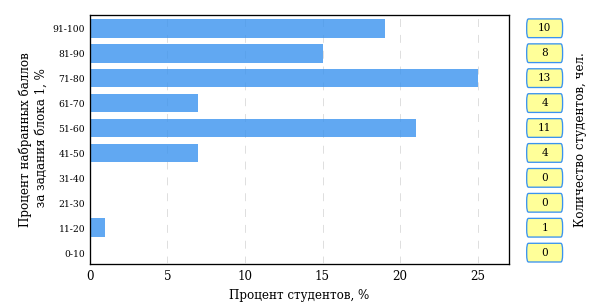 Процент набранных баллов
за задания блока 1, %
91-100 10
81-90 8
71-80 13
61-70 4
51-60 11
41-50 4
31-40 0
21-30 0
11-20 1
0-10 0
0 5 10 15 20 25
Процент студентов, %
Количество студентов, чел.